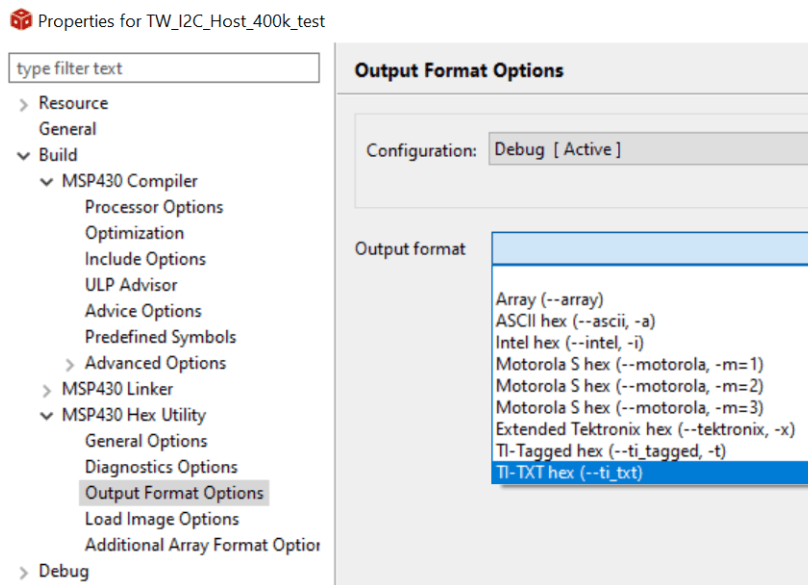 Properties for TW_I2C_Host_400k_test
type filter text
Resource
General
Build
MSP430 Compiler
Processor Options
Optimization
Include Options
ULP Advisor
Advice Options
Predefined Symbols
Advanced Options
MSP430 Linker
MSP430 Hex Utility
General Options
Diagnostics Options
Output Format Options
Load Image Options
Additional Array Format Option
Debug
Output Format Options
Configuration: Debug [ Active ]
Output format
Array (--array)
ASCII hex (--ascii, -a)
Intel hex (--intel, -i)
Motorola S hex (--motorola, -m=1)
Motorola S hex (--motorola, -m=2)
Motorola S hex (--motorola, -m=3)
Extended Tektronix hex (--tektronix, -x)
TI-Tagged hex (--ti_tagged, -t)
TI-TXT hex (--ti_txt)